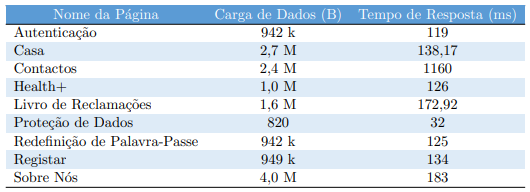 Nome da Página Carga de Dados (B) Tempo de Resposta (ms)
Autenticação 942 k 119
Casa 2,7 M 138,17
Contactos 2,4 M 1160
Health+ 1,0 M 126
Livro de Reclamações 1,6 M 172,92
Proteção de Dados 820 32
Redefinição de Palavra-Passe 942 k 125
Registar 949 k 134
Sobre Nós 4,0 M 183